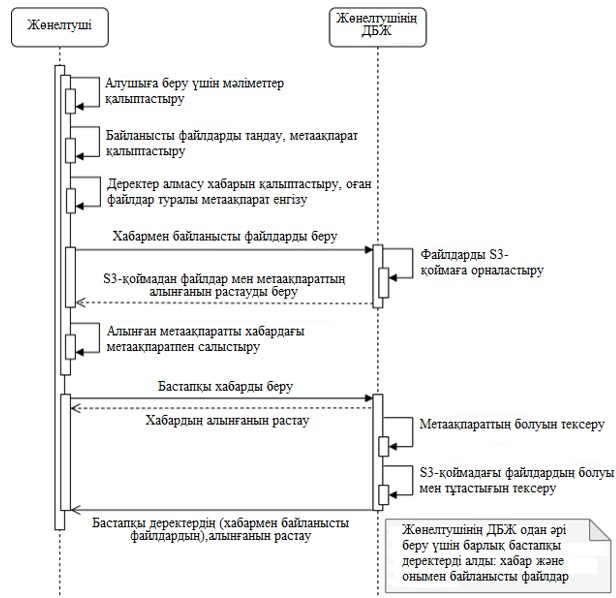 Жөнелтуші
Жөнелтушінің
ДБЖ
Алушыға беру үшін мәліметтер
қалыптастыру
Байланысты файлдарды таңдау, метаақпарат
қалыптастыру
Деректер алмасу хабарын қалыптастыру, оған
файлдар туралы метаақпарат енгізу
Хабармен байланысты файлдарды беру
Файлдарды S3-
қоймаға орналастыру
S3-қоймадан файлдар мен метаақпараттың
алынғанын растауды беру
Алынған метаақпаратты хабардағы
метаақпаратпен салыстыру
Бастапқы хабарды беру
Хабардың алынғанын растау
Метаақпараттың болуын тексеру
S3-қоймадағы файлдардың болуы
мен тұтастығын тексеру
Бастапқы деректердің (хабармен байланысты
файлдардың),алынғанын растау
Жөнелтушінің ДБЖ одан әрі
беру үшін барлық бастапқы
деректерді алды: хабар және
онымен байланысты файлдар